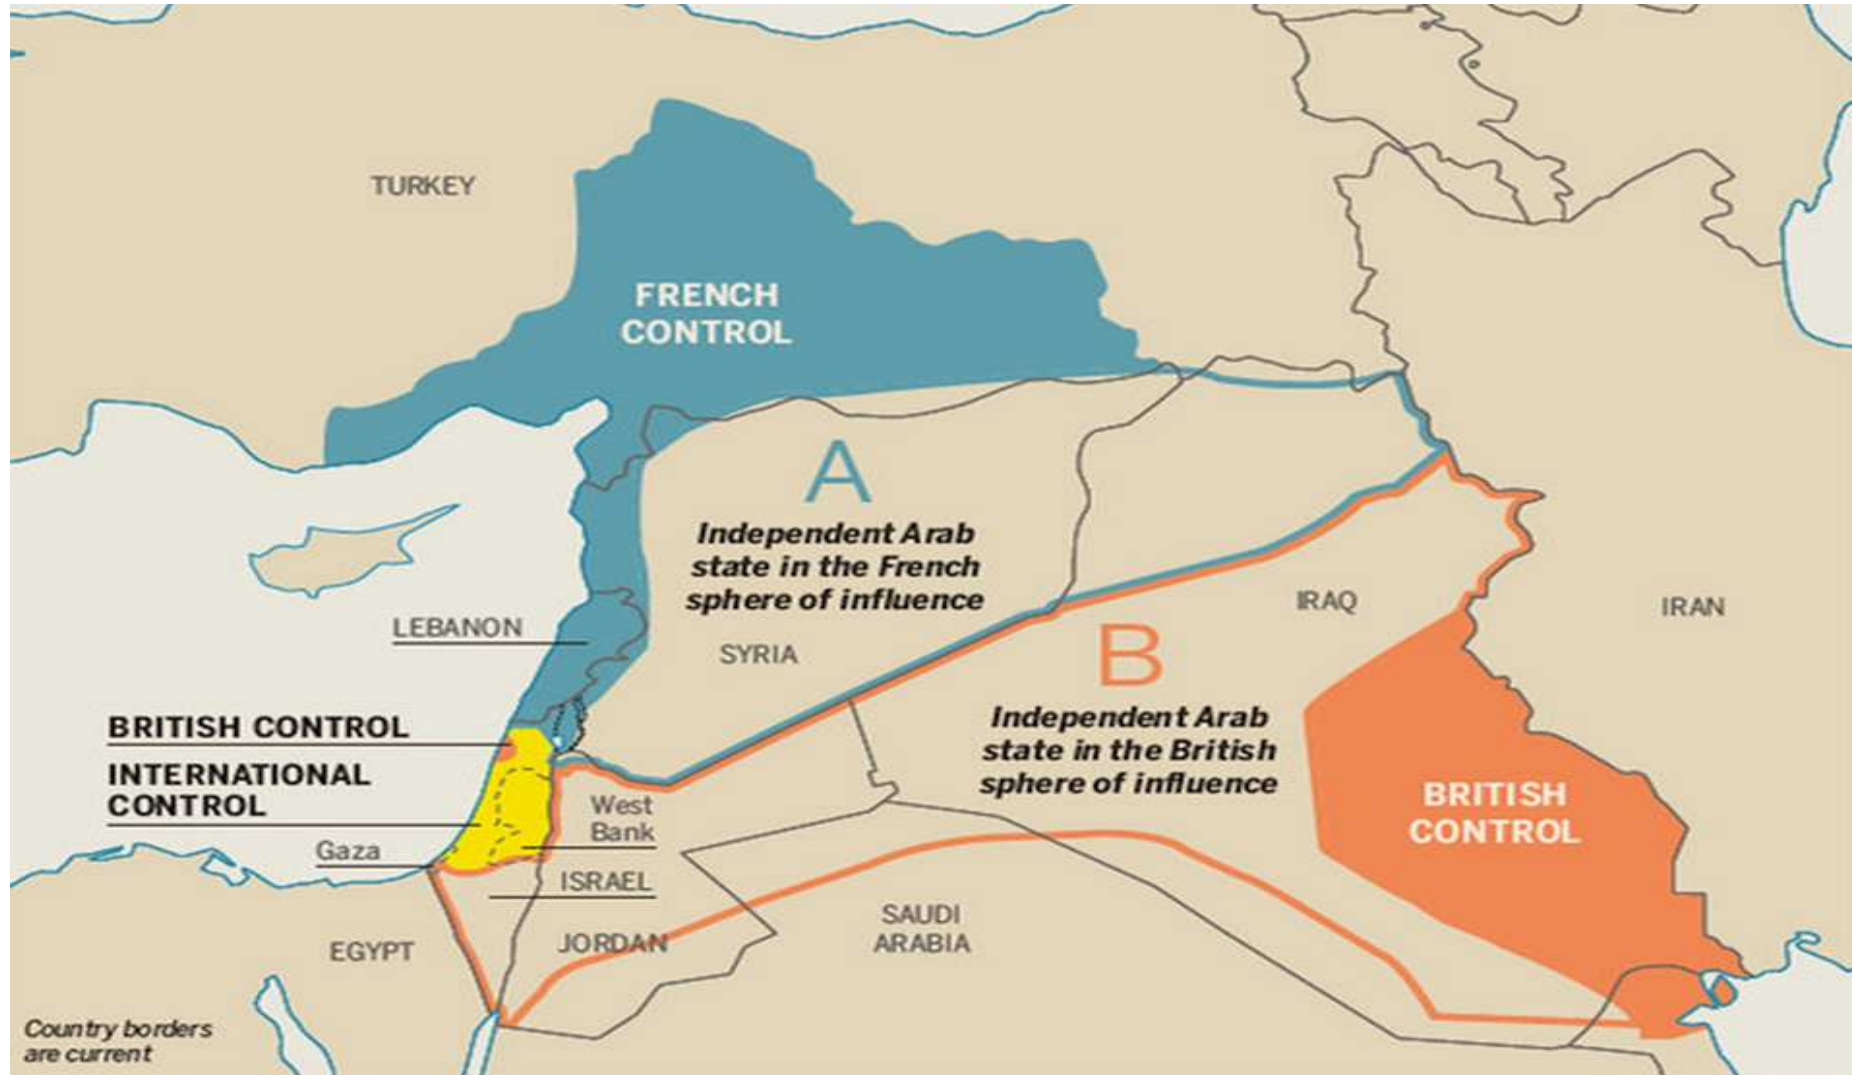 TURKEY
FRENCH
CONTROL
A
Independent Arab
state in the French
sphere of influence
IRAQ
IRAN
LEBANON
SYRIA
B
Independent Arab
state in the British
sphere of influence
BRITISH CONTROL
INTERNATIONAL
CONTROL
West
Bank
BRITISH
CONTROL
Gaza
ISRAEL
EGYPT
JORDAN
SAUDI
ARABIA
Country borders
are current